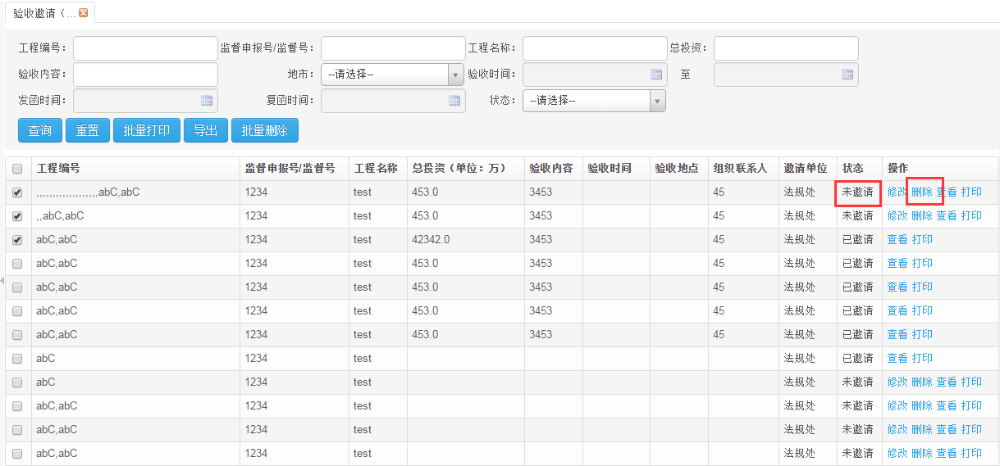 验收邀请（...
工程编号： 监督申报号/监督号： 工程名称： 总投资：
验收内容： 地市： --请选择-- 验收时间： 至
发函时间： 复函时间： 状态： --请选择--
查询 重置 批量打印 导出 批量删除
工程编号 监督申报号/监督号 工程名称 总投资（单位：万） 验收内容 验收时间 验收地点 组织联系人 邀请单位 状态 操作
,,,,,,,,,,,,,,,,,,,abC,abC 1234 test 453.0 3453 45 法规处 未邀请 修改 删除 查看 打印
,,abC,abC 1234 test 453.0 3453 45 法规处 未邀请 修改 删除 查看 打印
abC,abC 1234 test 42342.0 3453 45 法规处 已邀请 查看 打印
abC,abC 1234 test 453.0 3453 45 法规处 已邀请 查看 打印
abC,abC 1234 test 453.0 3453 45 法规处 已邀请 查看 打印
abC,abC 1234 test 453.0 3453 45 法规处 已邀请 查看 打印
abC,abC 1234 test 453.0 3453 45 法规处 已邀请 查看 打印
abC 1234 test 法规处 已邀请 查看 打印
abC 1234 test 法规处 未邀请 修改 删除 查看 打印
abC,abC 1234 test 法规处 未邀请 修改 删除 查看 打印
abC,abC 1234 test 法规处 未邀请 修改 删除 查看 打印
abC,abC 1234 test 法规处 未邀请 修改 删除 查看 打印